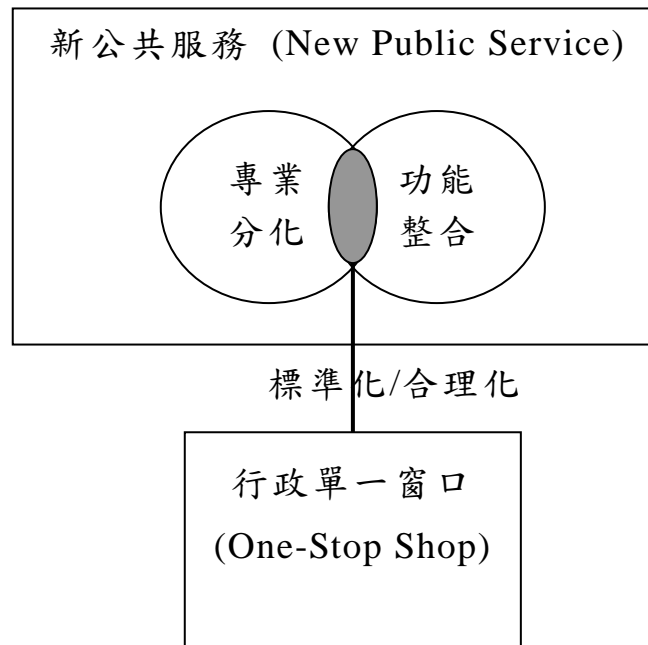 新公共服務 (New Public Service)
專業
分化
功能
整合
標準化/合理化
行政單一窗口
(One-Stop Shop)